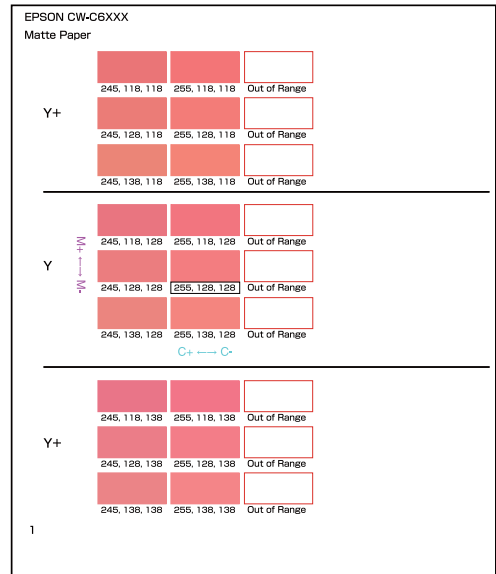 EPSON CW-C6XXX
Matte Paper
245, 118, 118 255, 118, 118 Out of Range
Y+
245, 128, 118 255, 128, 118 Out of Range
245, 138, 118 255, 138, 118 Out of Range
245, 118, 128 255, 118, 128 Out of Range
Y
M+ ←→ M-
245, 128, 128 255, 128, 128 Out of Range
245, 138, 128 255, 138, 128 Out of Range
C+ ←→ C-
245, 118, 138 255, 118, 138 Out of Range
Y+
245, 128, 138 255, 128, 138 Out of Range
245, 138, 138 255, 138, 138 Out of Range
1